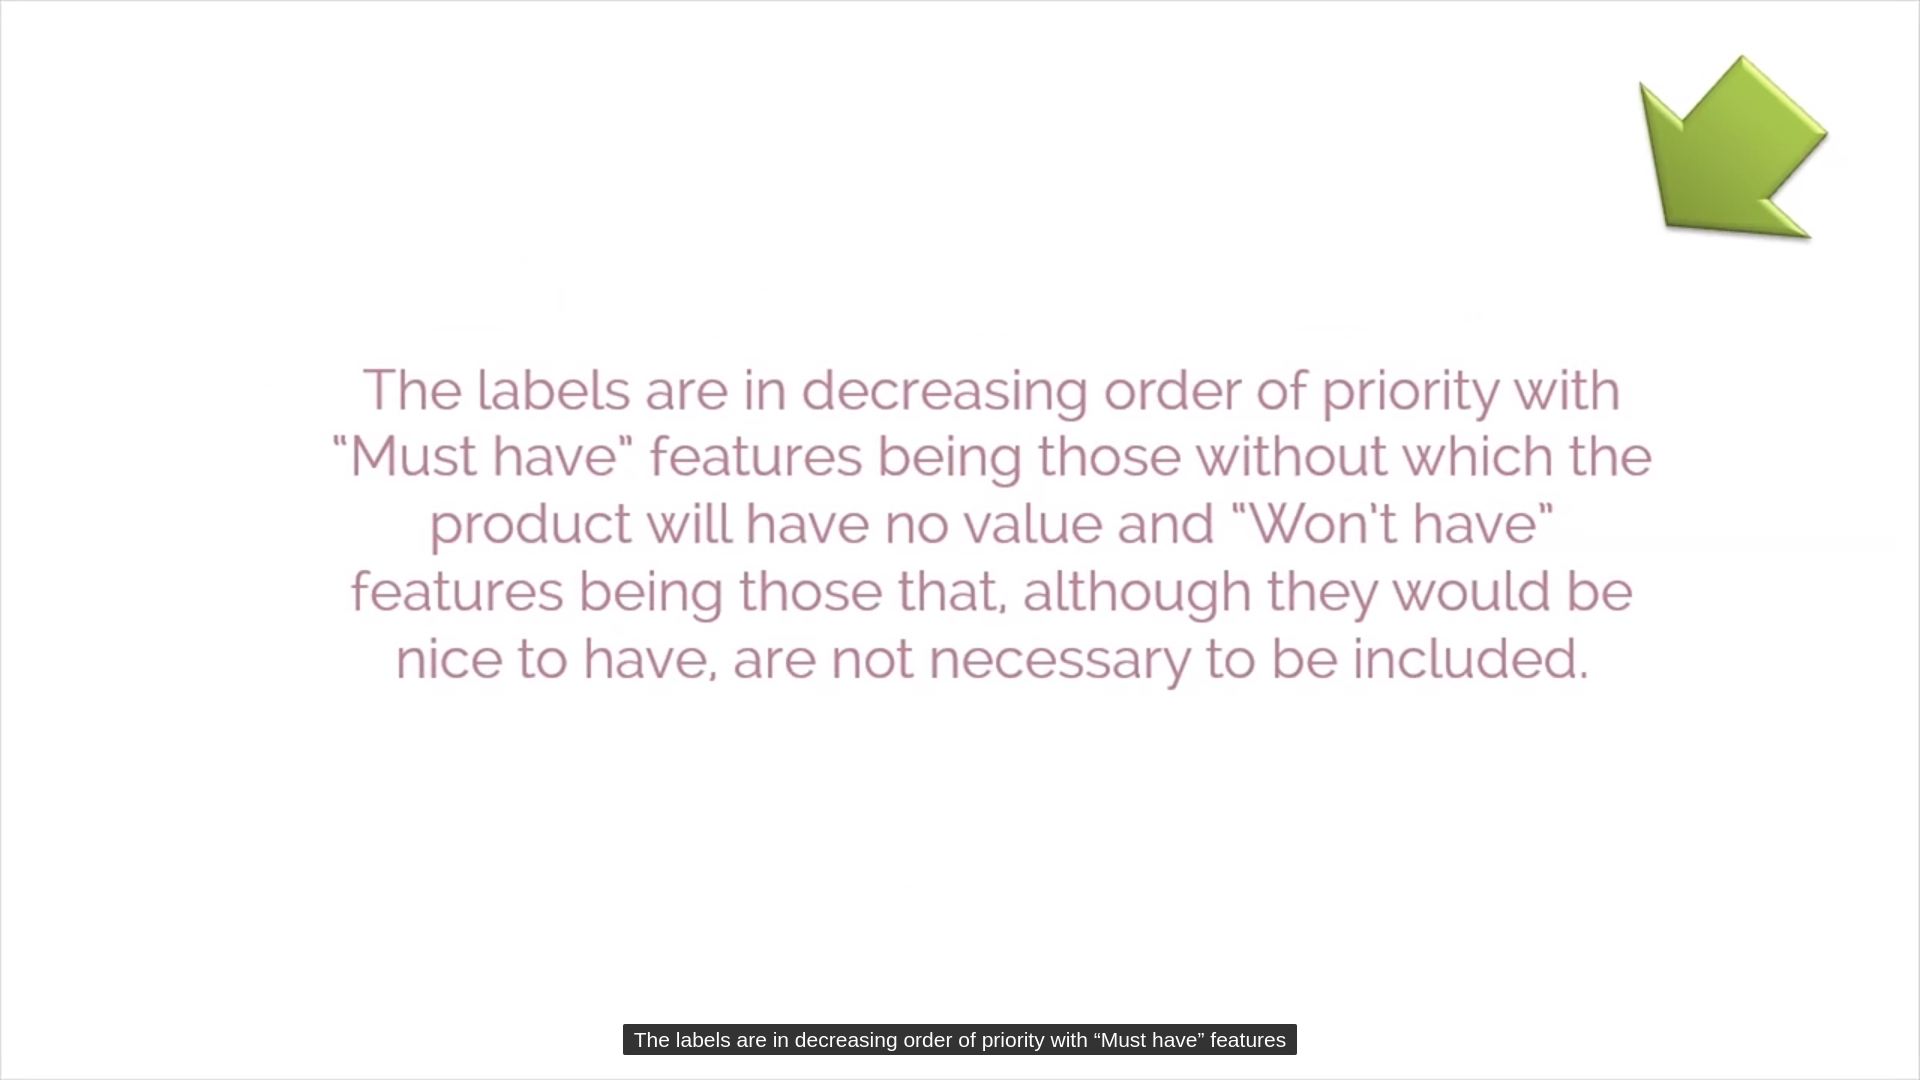 The labels are in decreasing order of priority with
“Must have” features being those without which the
product will have no value and “Won’t have”
features being those that, although they would be
nice to have, are not necessary to be included.
The labels are in decreasing order of priority with “Must have” features